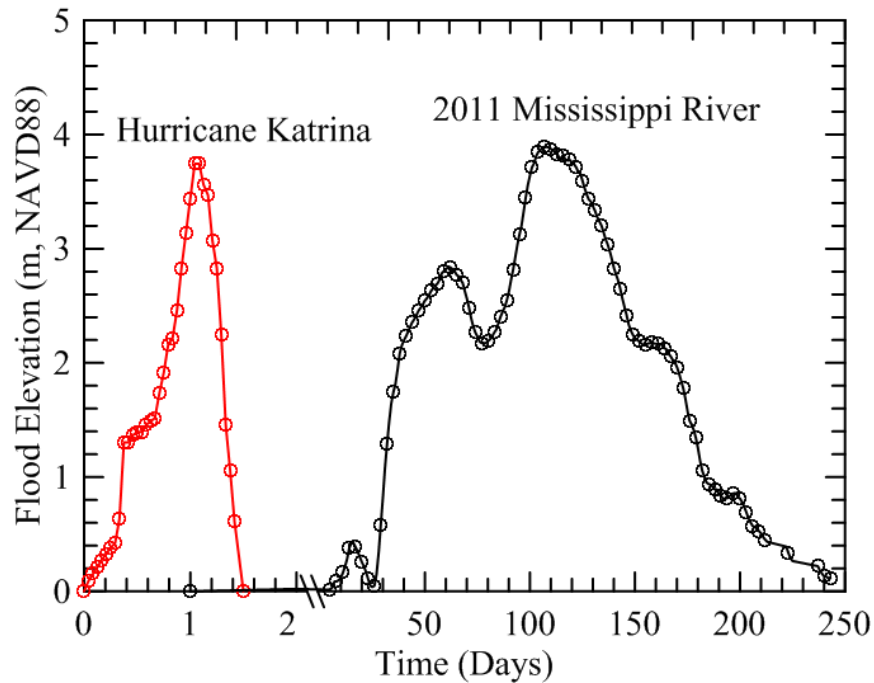 5
2011 Mississippi River
Hurricane Katrina
4
3
2
1
0
Flood Elevation (m, NAVD88)
0 1 2 50 100 150 200 250
Time (Days)